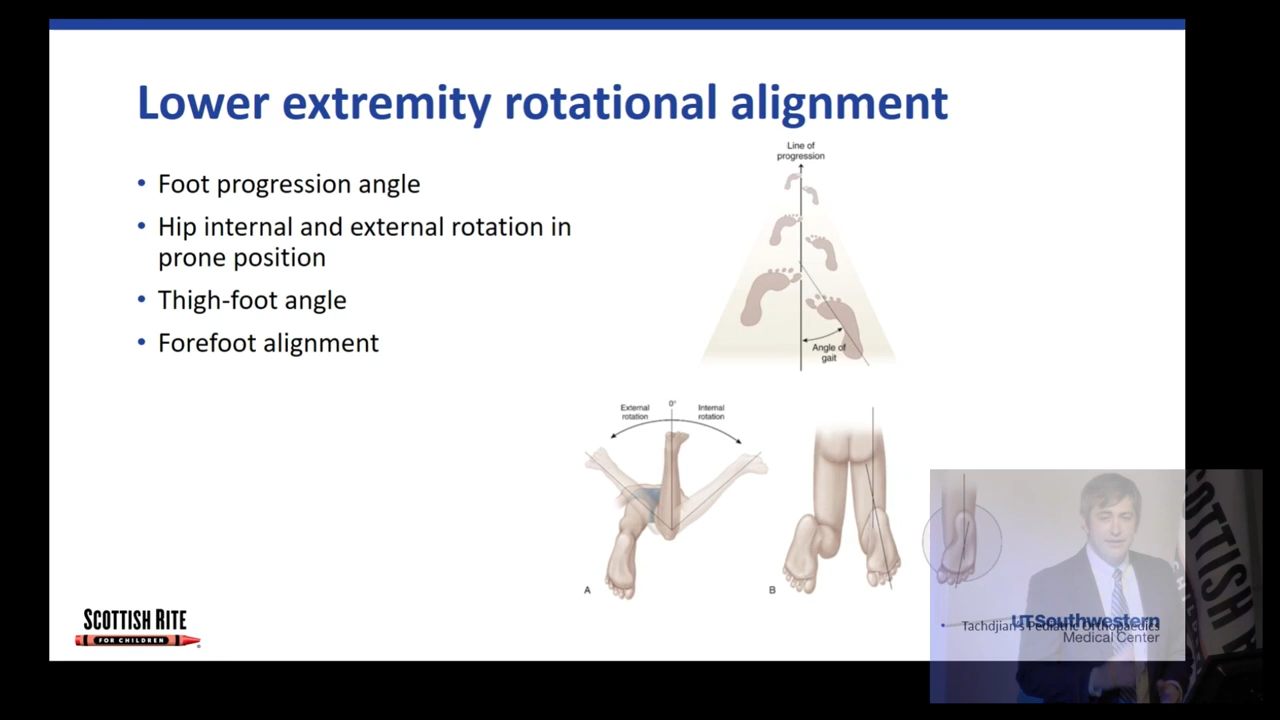 Lower extremity rotational alignment
• Foot progression angle
• Hip internal and external rotation in
prone position
• Thigh-foot angle
• Forefoot alignment
Line of
progression
Angle of
gait
External
rotation
0°
Internal
rotation
A
B
SCOTTISH RITE
FOR CHILDREN
• Tachdjian's Pediatric Orthopaedics
UTSouthwestern
Medical Center
SCOTTISH